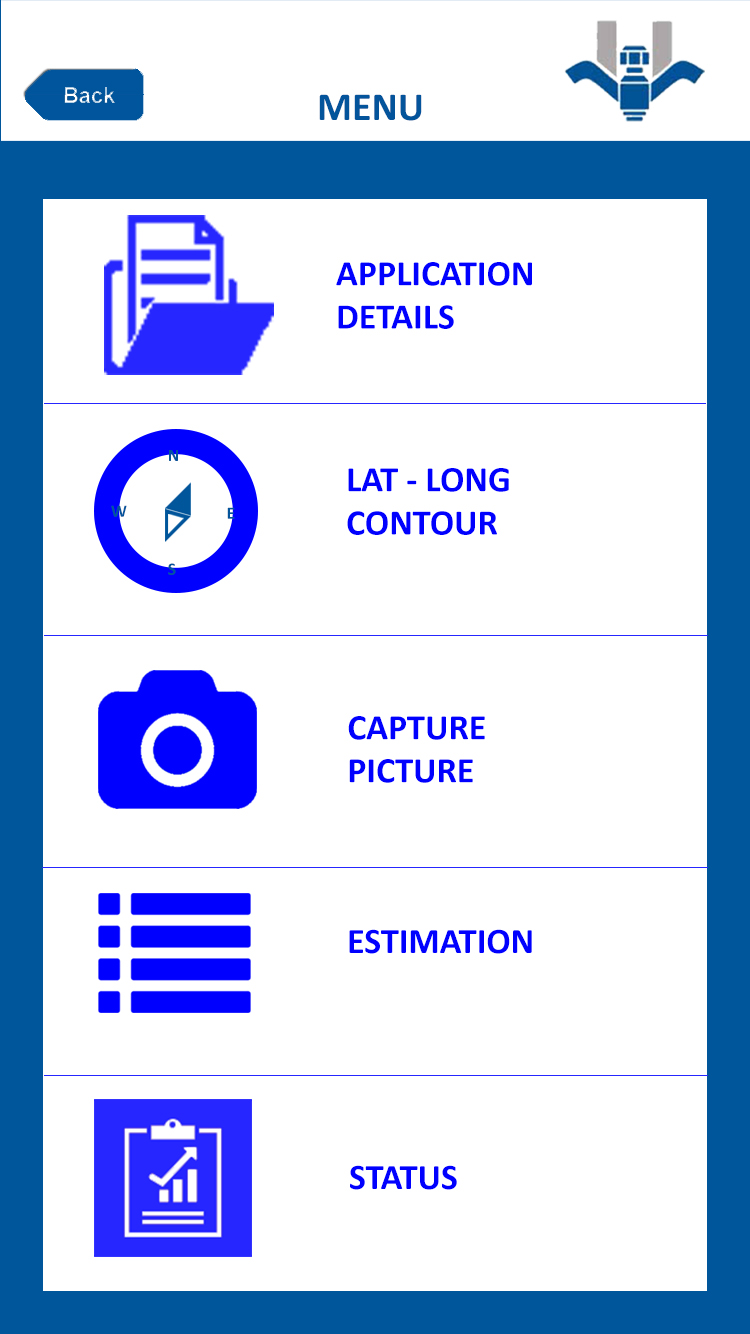 Back
MENU
APPLICATION
DETAILS
N
W
E
S
LAT - LONG
CONTOUR
CAPTURE
PICTURE
ESTIMATION
STATUS